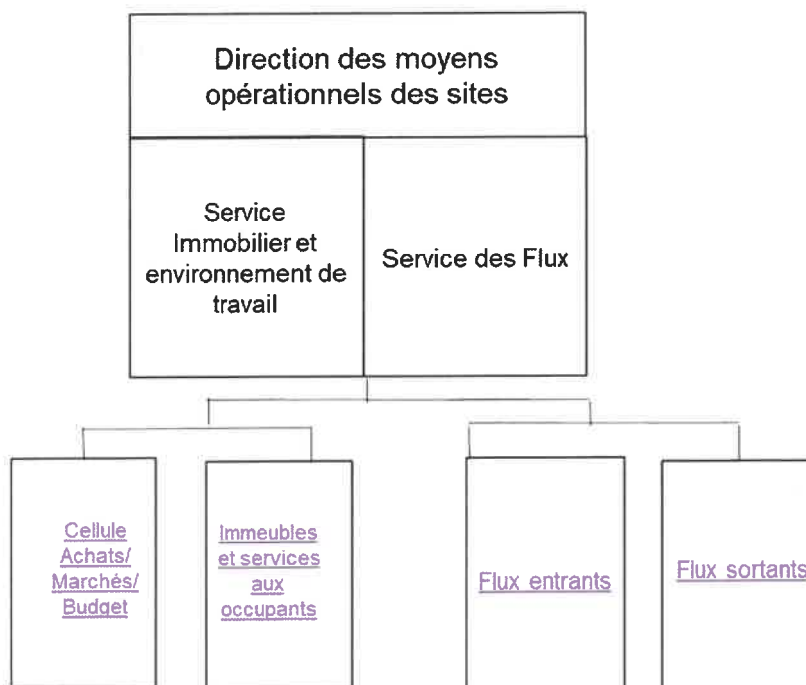 Direction des moyens
opérationnels des sites
Service
Immobilier et
environnement de
travail
Service des Flux
Cellule
Achats/
Marchés/
Budget
Immeubles
et services
aux
occupants
Flux entrants
Flux sortants